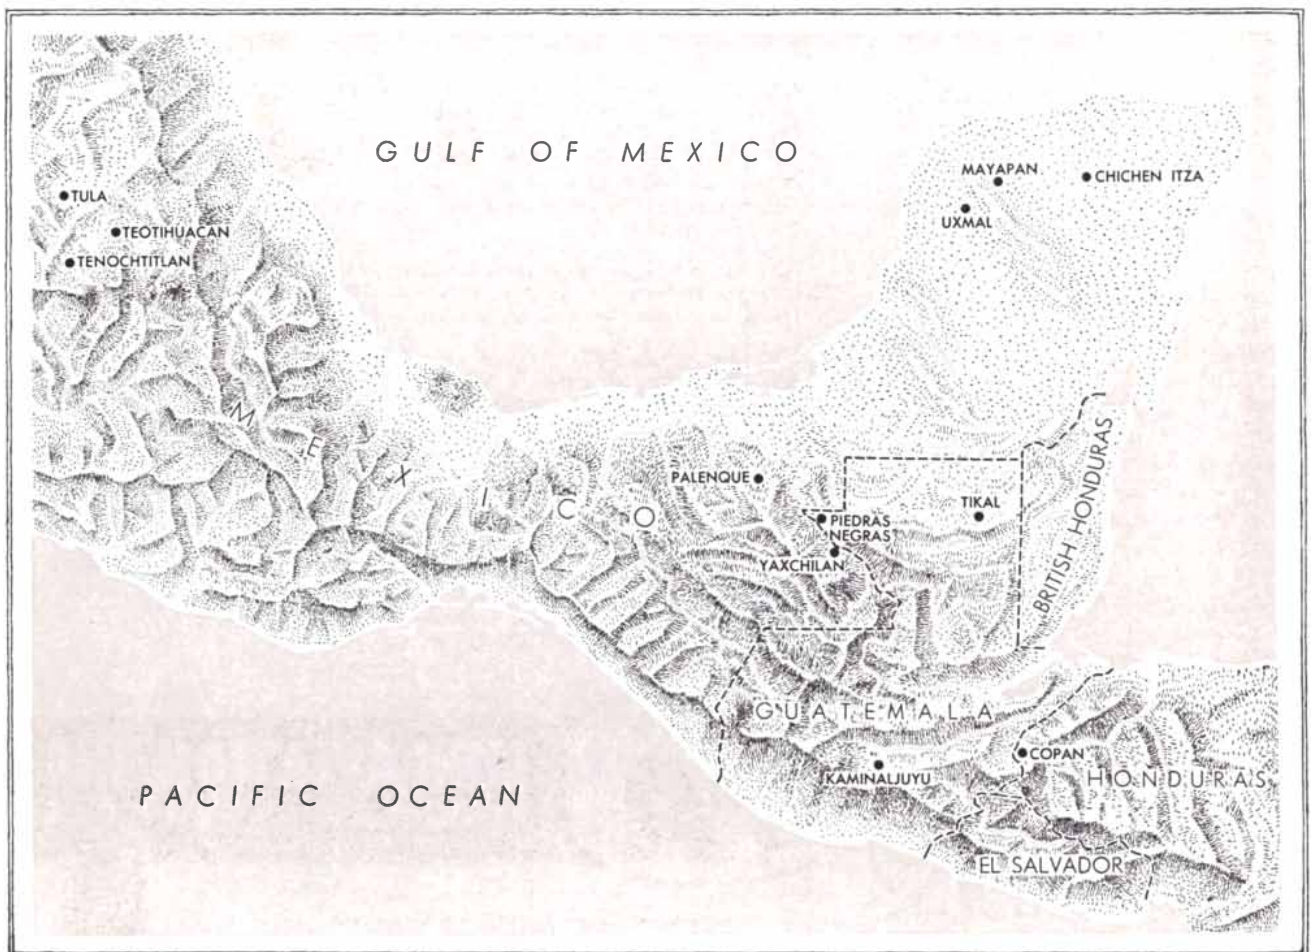 GULF OF MEXICO
MAYAPAN
CHICHEN ITZA
TULA
UXMAL
TEOTIHUACAN
TENOCHTITLAN
MEXICO
BRITISH HONDURAS
PALENQUE
TIKAL
PIEDRAS
NEGRAS
YAXCHILAN
GUATEMALA
COPAN
KAMINALJUYU
HONDURAS
PACIFIC OCEAN
EL SALVADOR